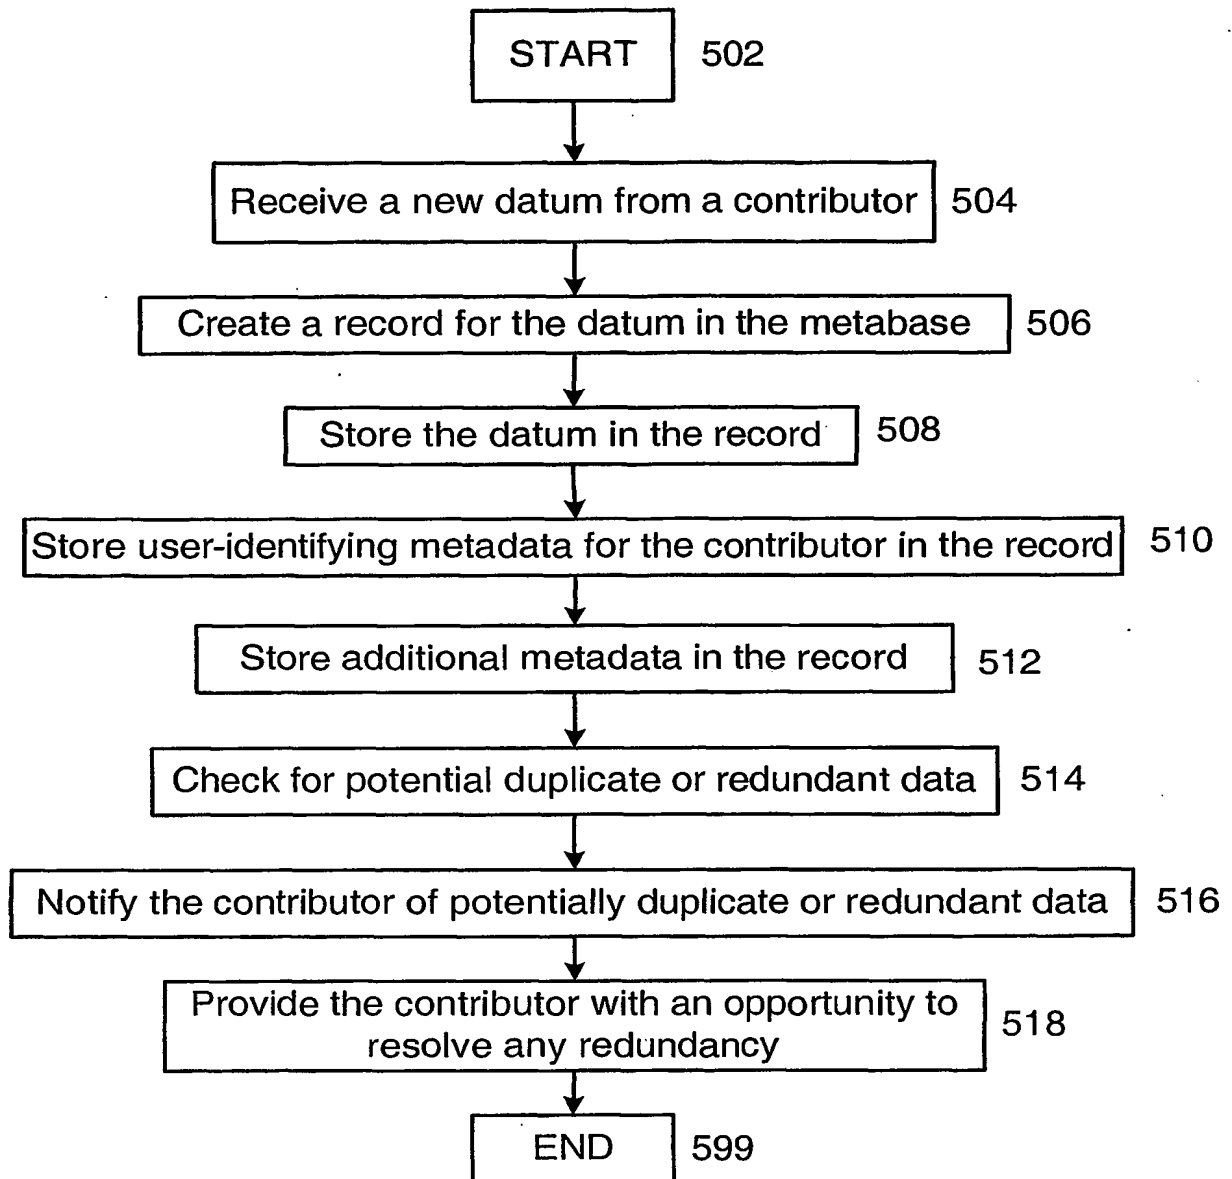 START 502
Receive a new datum from a contributor 504
Create a record for the datum in the metabase 506
Store the datum in the record 508
Store user-identifying metadata for the contributor in the record 510
Store additional metadata in the record 512
Check for potential duplicate or redundant data 514
Notify the contributor of potentially duplicate or redundant data 516
Provide the contributor with an opportunity to
resolve any redundancy 518
END 599